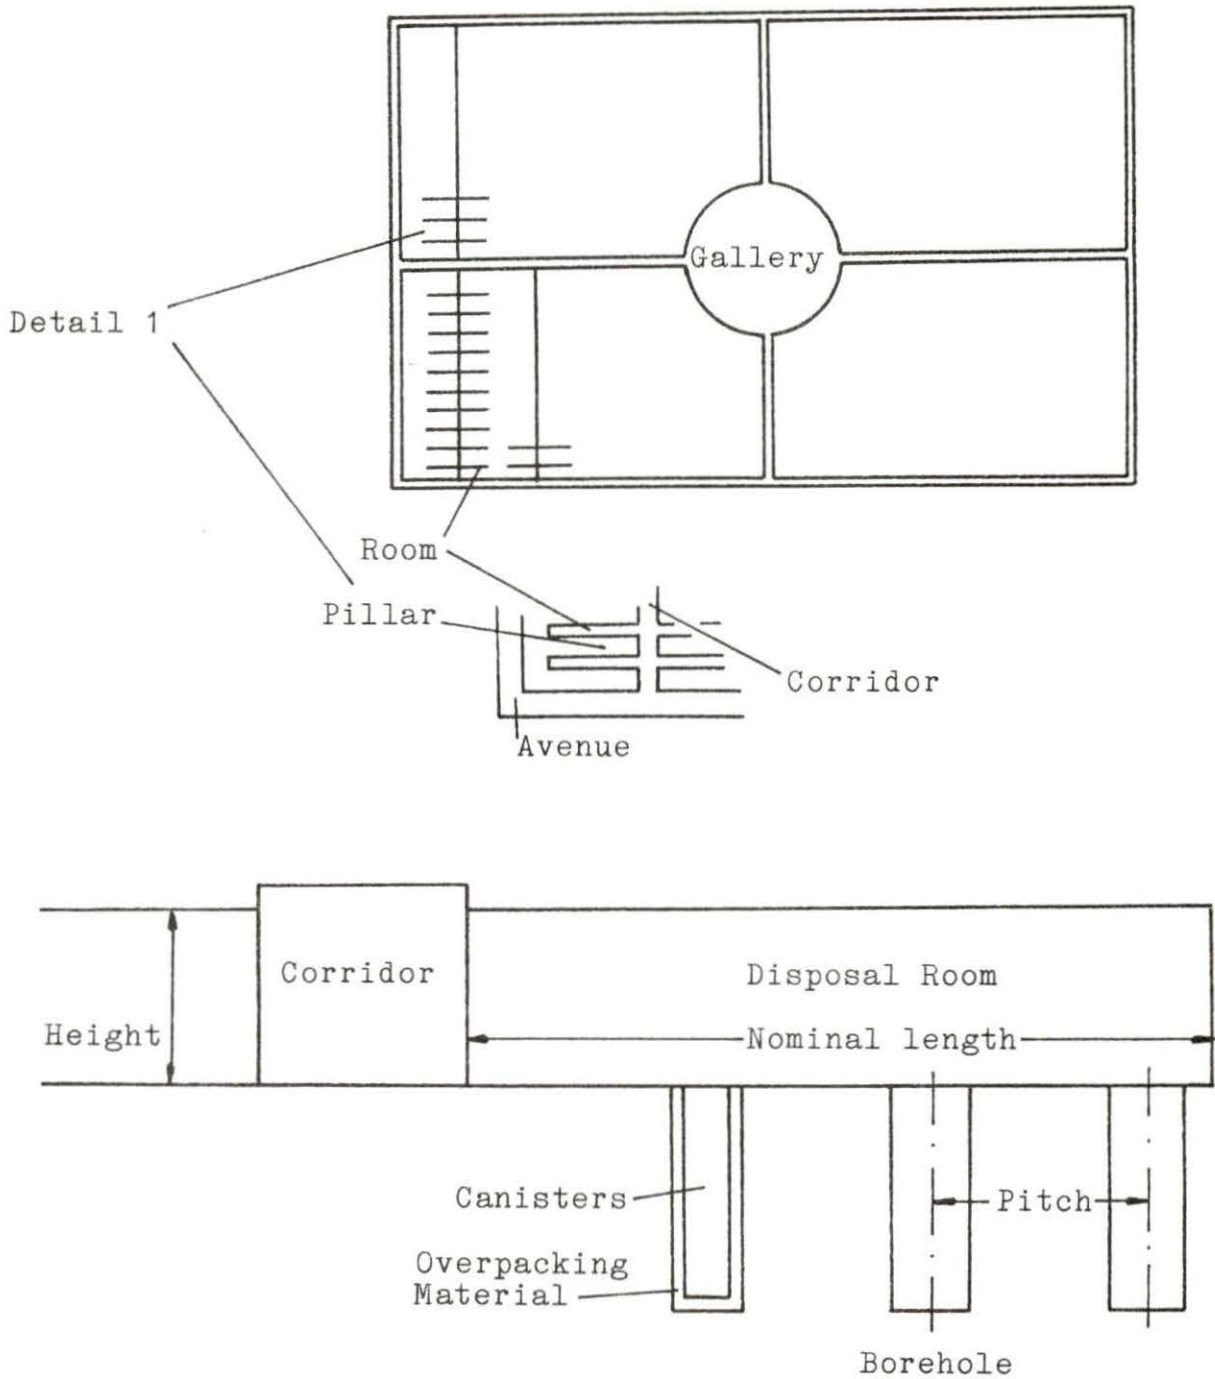 Gallery
Detail 1
Room
Pillar
Corridor
Avenue
Corridor
Disposal Room
Height
Nominal length
Canisters
Pitch
Overpacking
Material
Borehole